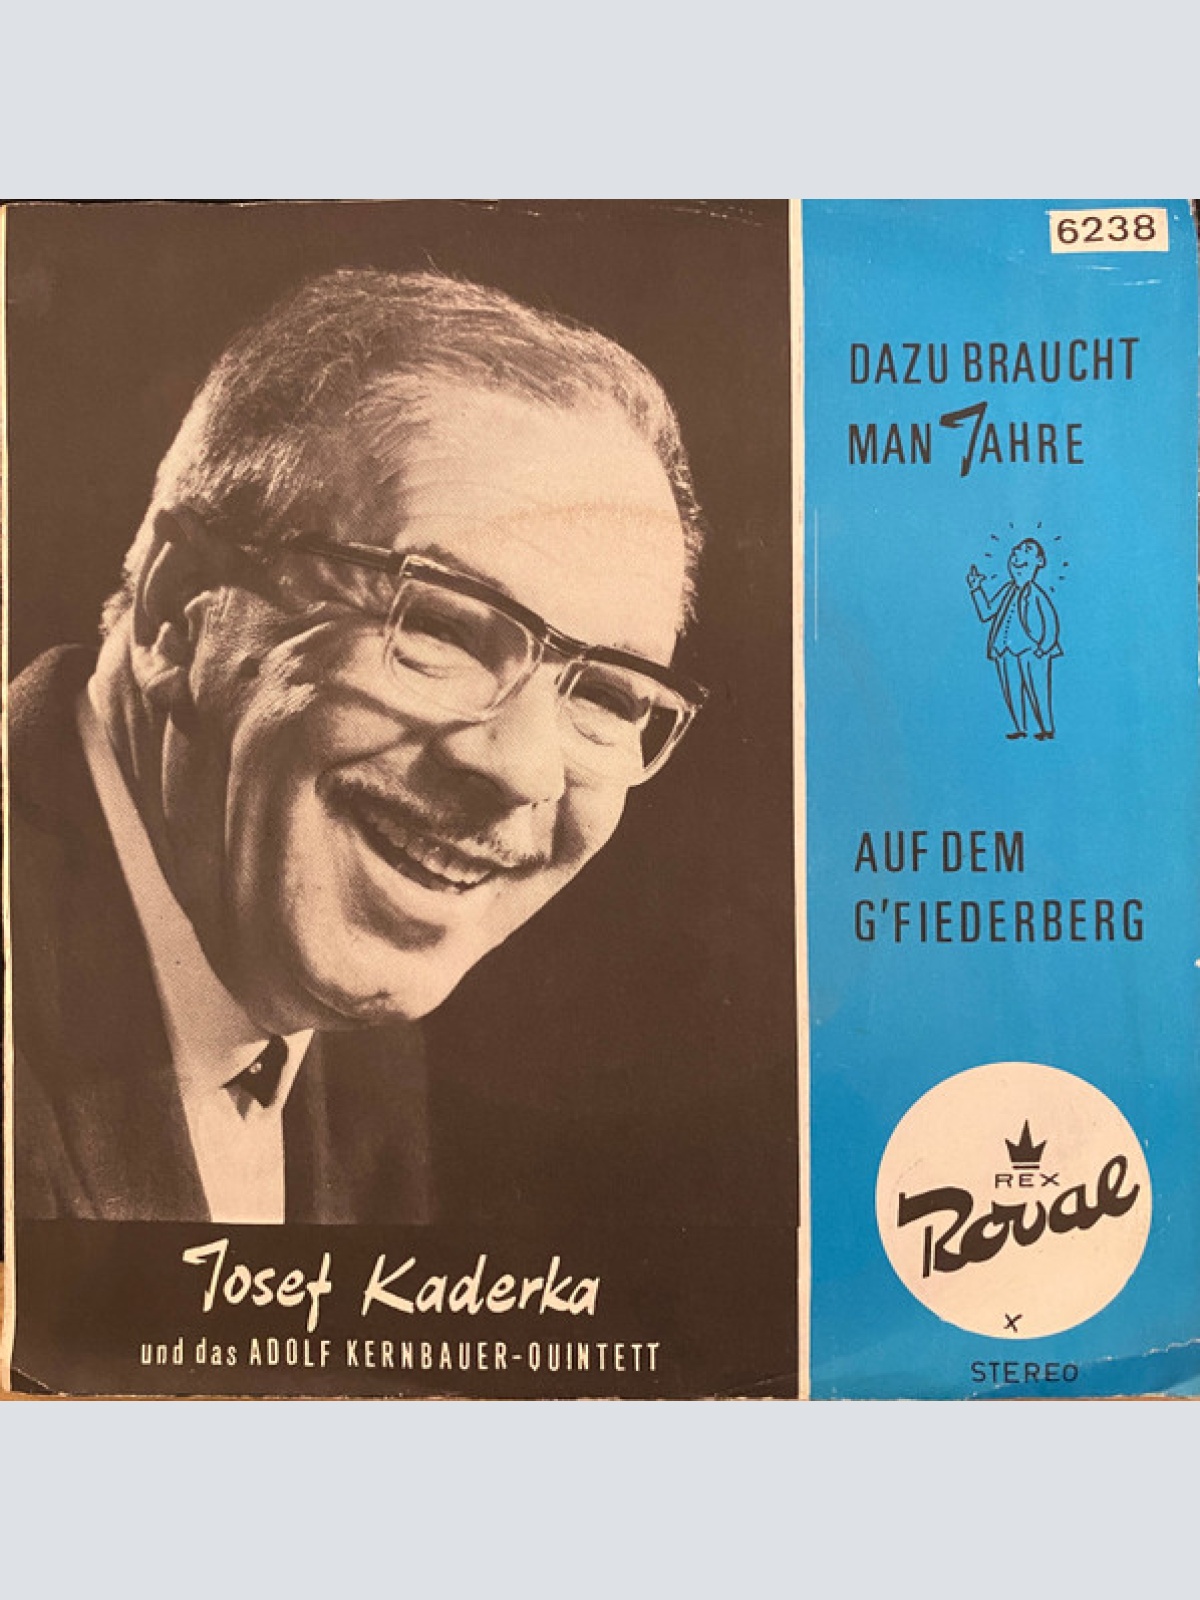 6238
DAZU BRAUCHT
MAN JAHRE
AUF DEM
G'FIEDERBERG
REX
Royal
x
STEREO
Josef Kaderka
und das ADOLF KERNBAUER-QUINTETT